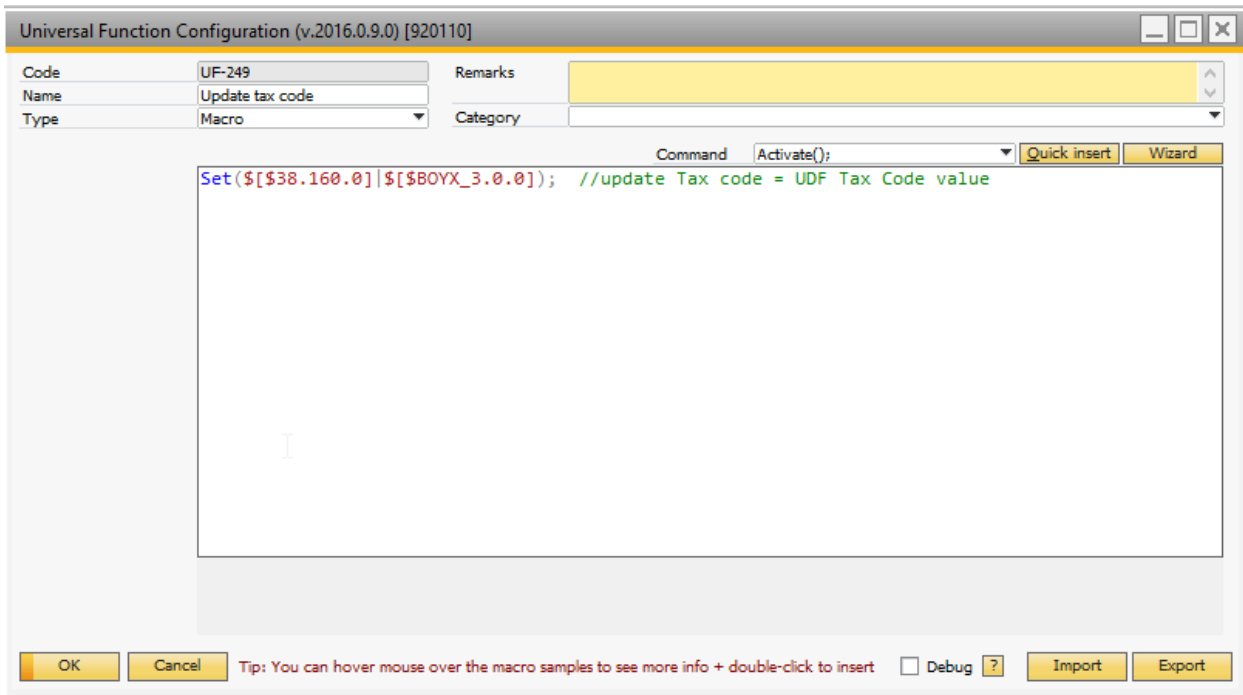 Universal Function Configuration (v.2016.0.9.0) [920110]
Code UF-249 Remarks
Name Update tax code
Type Macro Category
Command Activate(); Quick insert Wizard
Set($[$38.160.0]|$[$BOYX_3.0.0]); //update Tax code = UDF Tax Code value
OK Cancel Tip: You can hover mouse over the macro samples to see more info + double-click to insert Debug ? Import Export